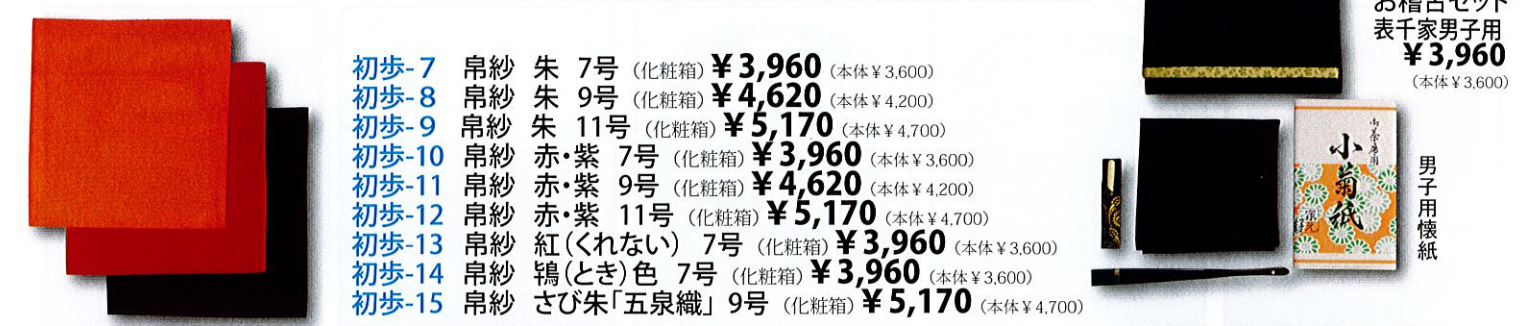 初歩-7 帛紗 朱 7号 (化粧箱) ¥3,960 (本体¥3,600)
初歩-8 帛紗 朱 9号 (化粧箱) ¥4,620 (本体¥4,200)
初歩-9 帛紗 朱 11号 (化粧箱) ¥5,170 (本体¥4,700)
初歩-10 帛紗 赤・紫 7号 (化粧箱) ¥3,960 (本体¥3,600)
初歩-11 帛紗 赤・紫 9号 (化粧箱) ¥4,620 (本体¥4,200)
初歩-12 帛紗 赤・紫 11号 (化粧箱) ¥5,170 (本体¥4,700)
初歩-13 帛紗 紅(くれない) 7号 (化粧箱) ¥3,960 (本体¥3,600)
初歩-14 帛紗 鴇(とき)色 7号 (化粧箱) ¥3,960 (本体¥3,600)
初歩-15 帛紗 さび朱「五泉織」 9号 (化粧箱) ¥5,170 (本体¥4,700)
お稽古セット
表千家男子用
¥3,960
(本体¥3,600)
小菊紙
男子用懐紙